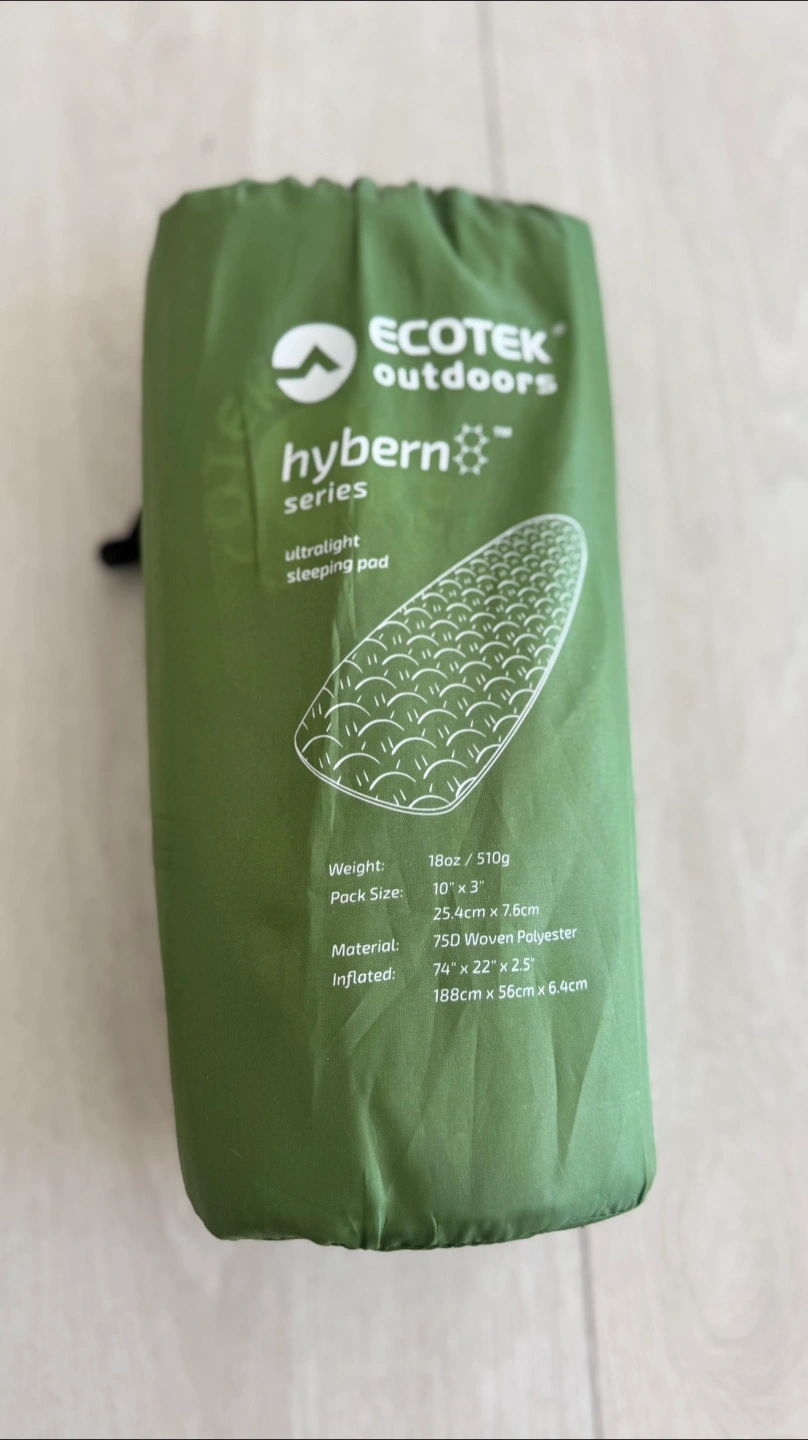 ECOTEK®
outdoors
hybern8™
series
ultralight
sleeping pad
Weight: 18oz / 510g
Pack Size: 10" x 3"
25.4cm x 7.6cm
Material: 75D Woven Polyester
Inflated: 74" x 22" x 2.5"
188cm x 56cm x 6.4cm